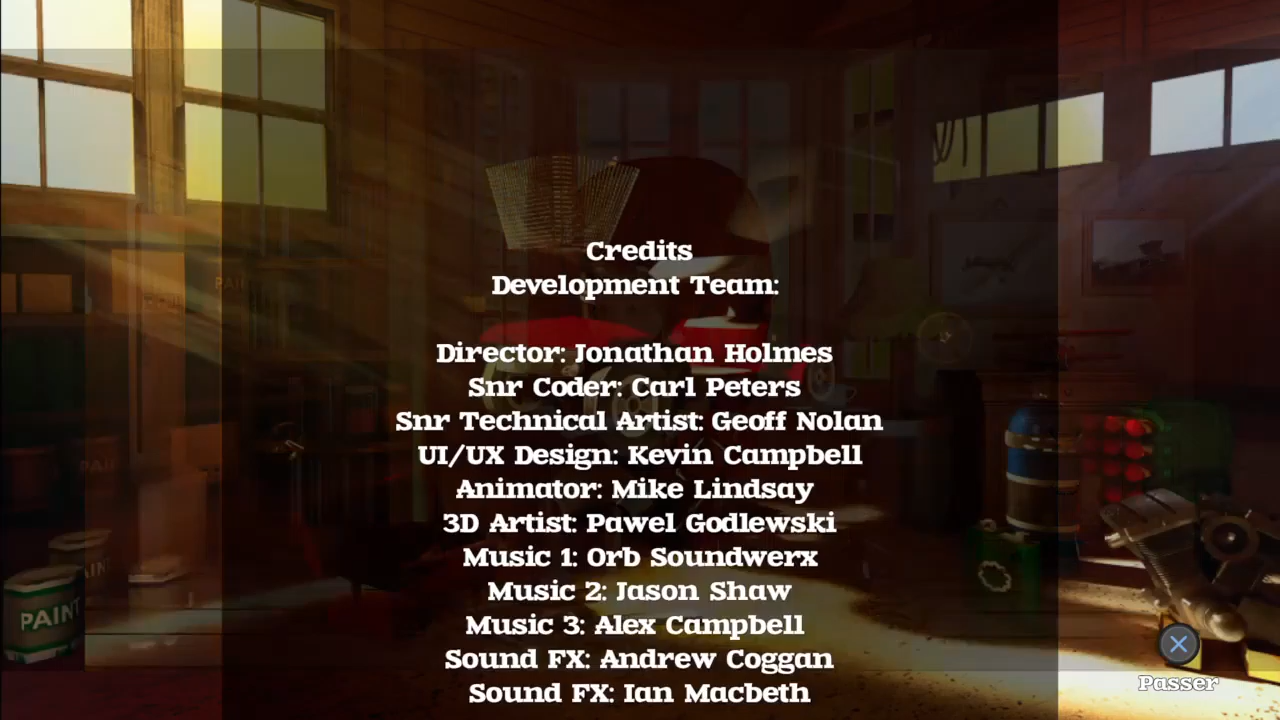 Credits
Development Team:
Director: Jonathan Holmes
Snr Coder: Carl Peters
Snr Technical Artist: Geoff Nolan
UI/UX Design: Kevin Campbell
Animator: Mike Lindsay
3D Artist: Pawel Godlewski
Music 1: Orb Soundwerx
Music 2: Jason Shaw
Music 3: Alex Campbell
Sound FX: Andrew Coggan
Sound FX: Ian Macbeth
PAINT
Passer